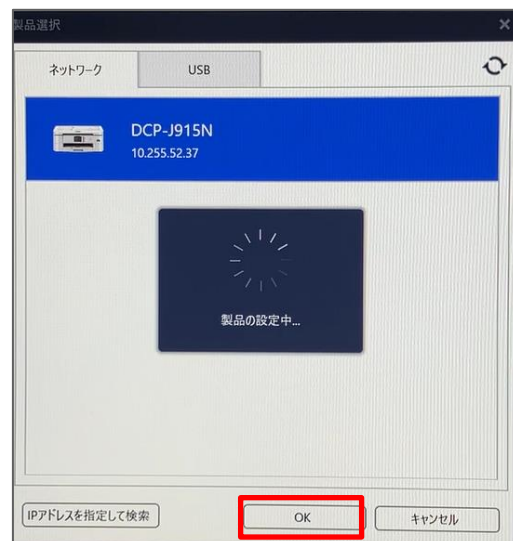 製品選択
ネットワーク
USB
DCP-J915N
10.255.52.37
製品の設定中...
IPアドレスを指定して検索
OK
キャンセル